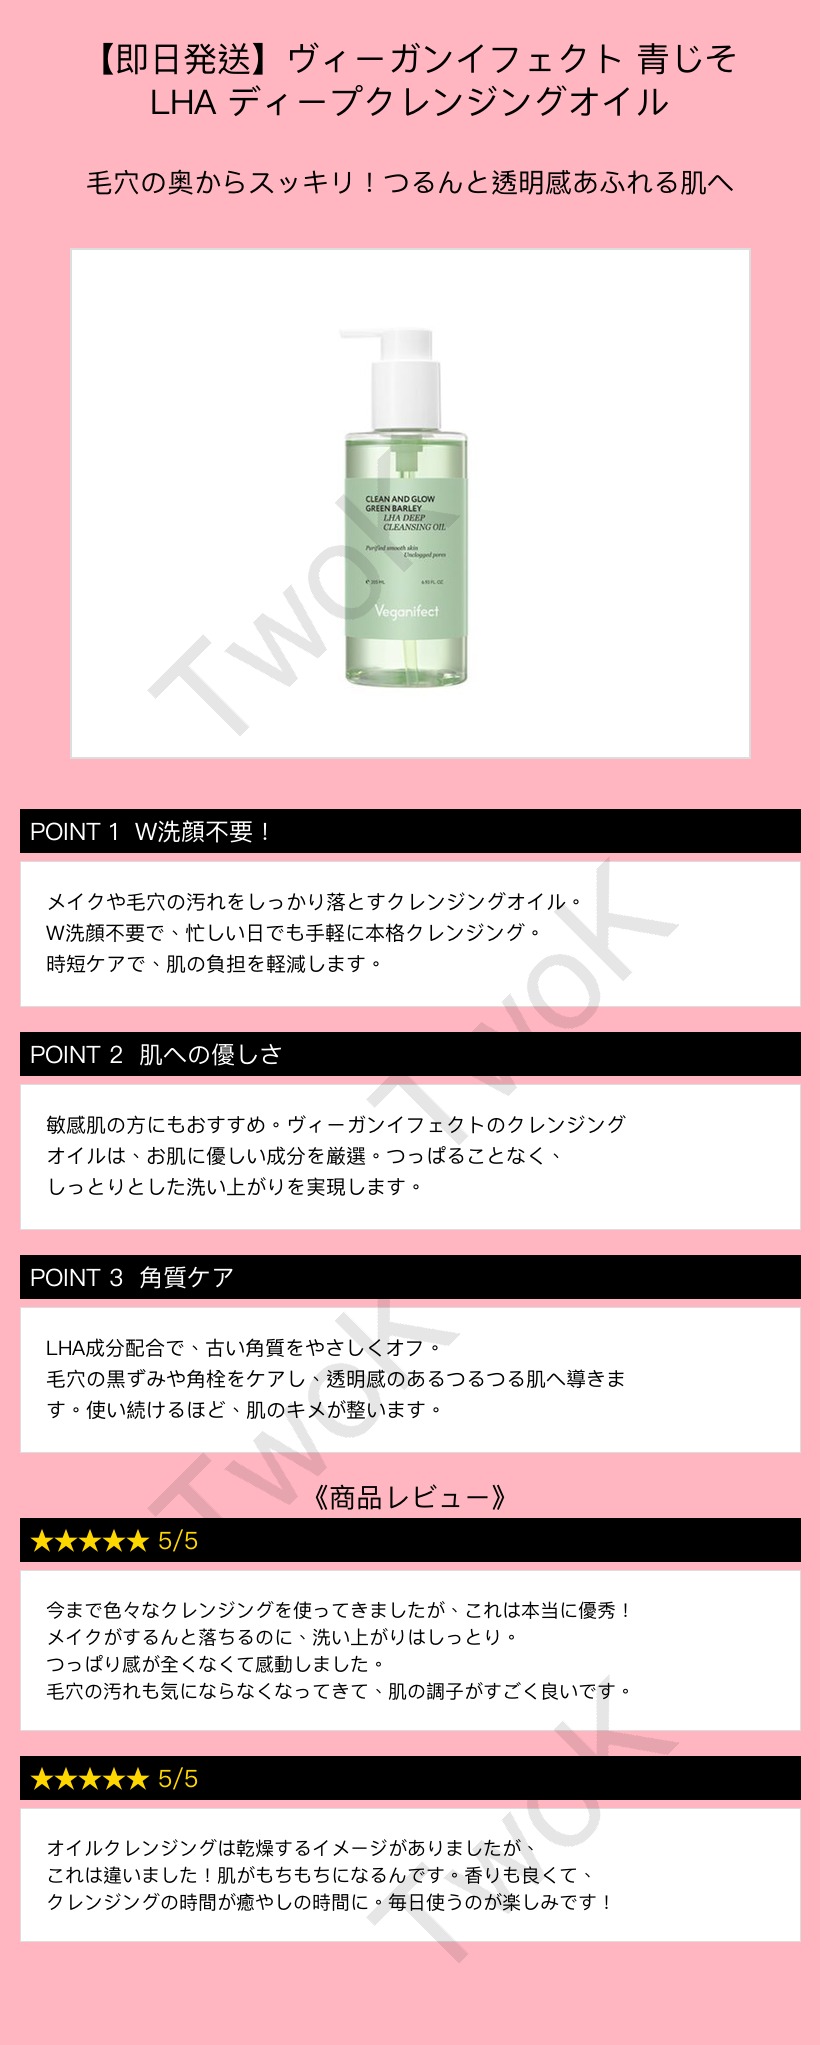 【即日発送】ヴィーガンイフェクト 青じそ
LHA ディープクレンジングオイル
毛穴の奥からスッキリ！つるんと透明感あふれる肌へ
CLEAN AND GLOW
GREEN BARLEY
LHA DEEP
CLEANSING OIL
Purified smooth skin
Unclogged pores
℮ 205 ML 6.93 FL. OZ
Veganifect
TwoK
POINT 1 W洗顔不要！
メイクや毛穴の汚れをしっかり落とすクレンジングオイル。
W洗顔不要で、忙しい日でも手軽に本格クレンジング。
時短ケアで、肌の負担を軽減します。
TwoK
POINT 2 肌への優しさ
敏感肌の方にもおすすめ。ヴィーガンイフェクトのクレンジング
オイルは、お肌に優しい成分を厳選。つっぱることなく、
しっとりとした洗い上がりを実現します。
POINT 3 角質ケア
LHA成分配合で、古い角質をやさしくオフ。
毛穴の黒ずみや角栓をケアし、透明感のあるつるつる肌へ導きま
す。使い続けるほど、肌のキメが整います。
TwoK
《商品レビュー》
★★★★★ 5/5
今まで色々なクレンジングを使ってきましたが、これは本当に優秀！
メイクがするんと落ちるのに、洗い上がりはしっとり。
つっぱり感が全くなくて感動しました。
毛穴の汚れも気にならなくなってきて、肌の調子がすごく良いです。
★★★★★ 5/5
オイルクレンジングは乾燥するイメージがありましたが、
これは違いました！肌がもちもちになるんです。香りも良くて、
クレンジングの時間が癒やしの時間に。毎日使うのが楽しみです！
TwoK